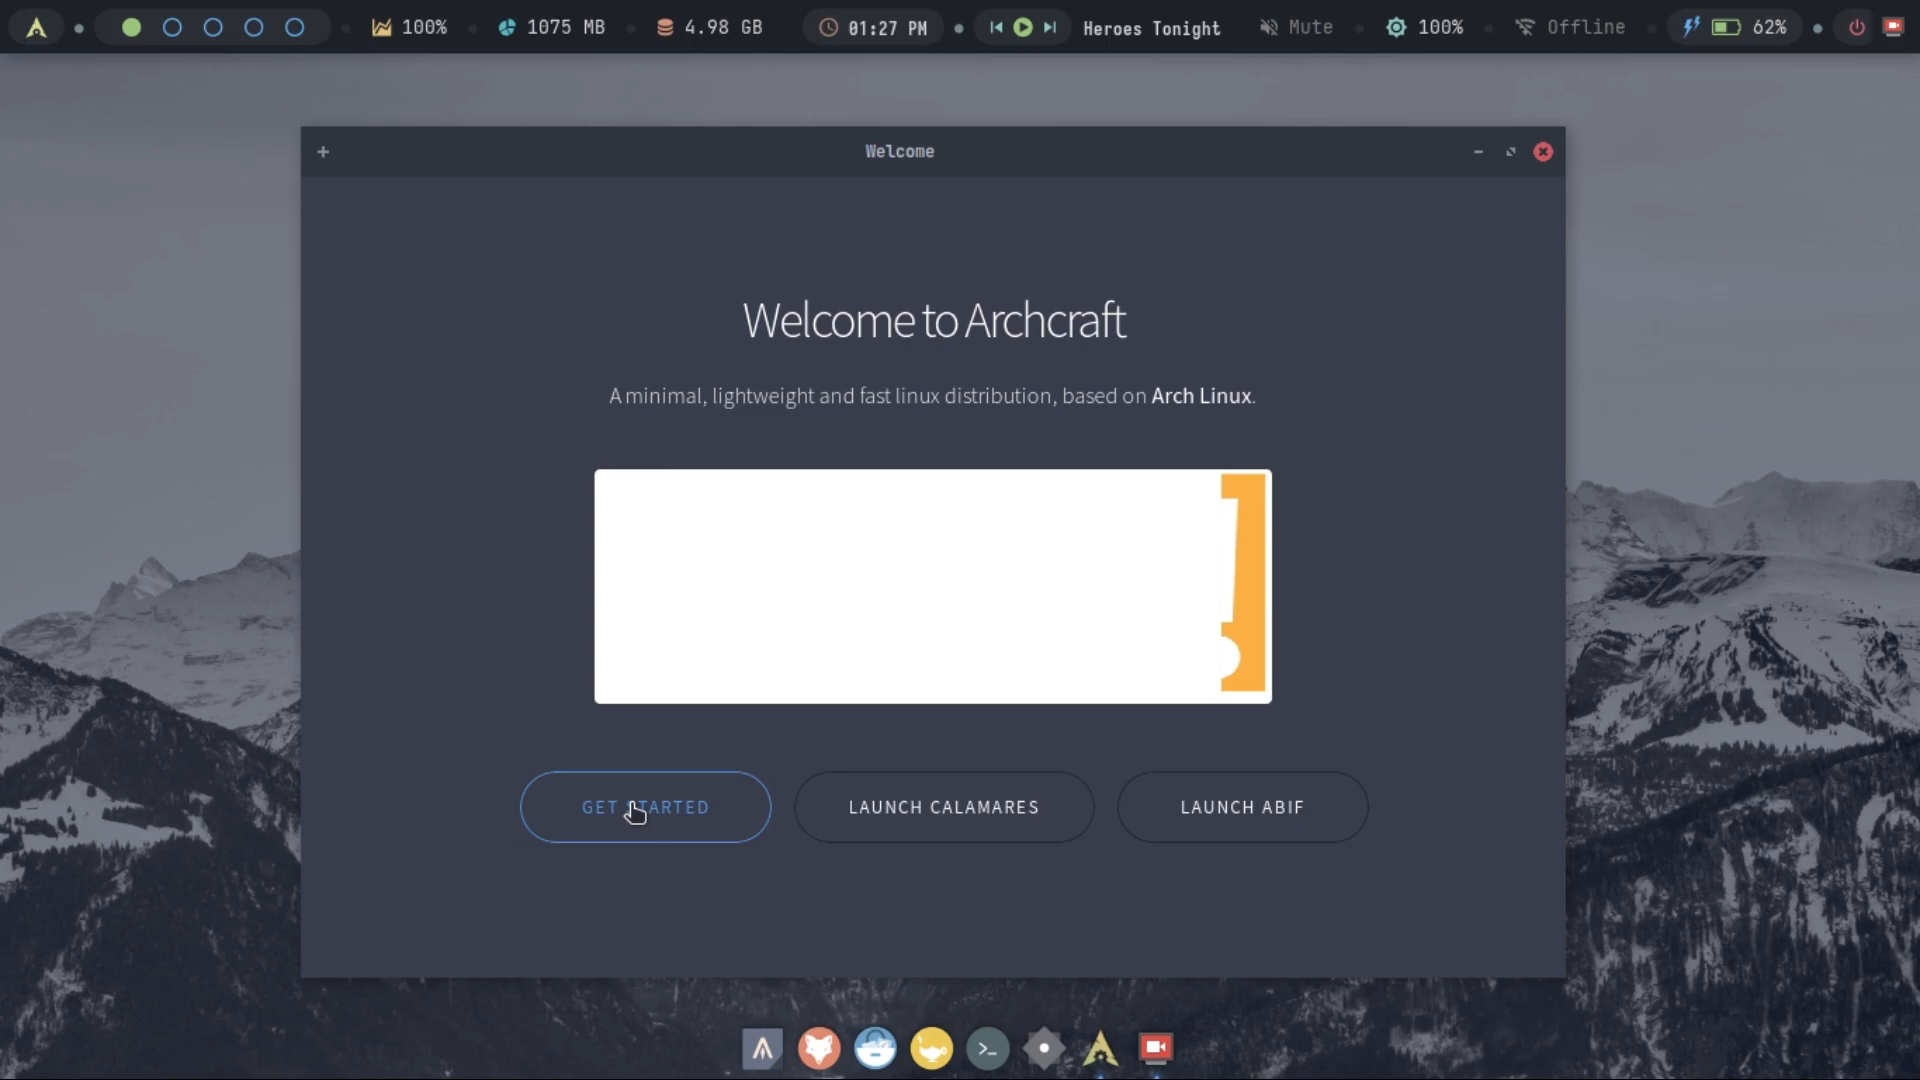 100% 1075 MB 4.98 GB 01:27 PM Heroes Tonight Mute 100% Offline 62%
Welcome
Welcome to Archcraft
A minimal, lightweight and fast linux distribution, based on Arch Linux.
GET STARTED LAUNCH CALAMARES LAUNCH ABIF